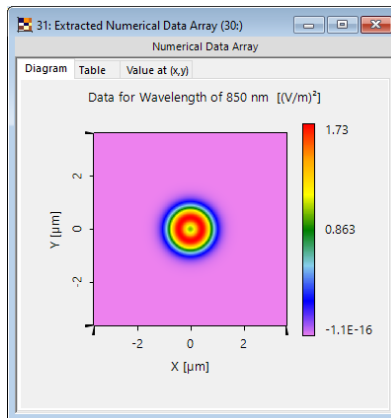 31: Extracted Numerical Data Array (30:)
Numerical Data Array
Diagram Table Value at (x,y)
Data for Wavelength of 850 nm [(V/m)²]
1.73
0.863
-1.1E-16
2
0
-2
Y [µm]
-2 0 2
X [µm]